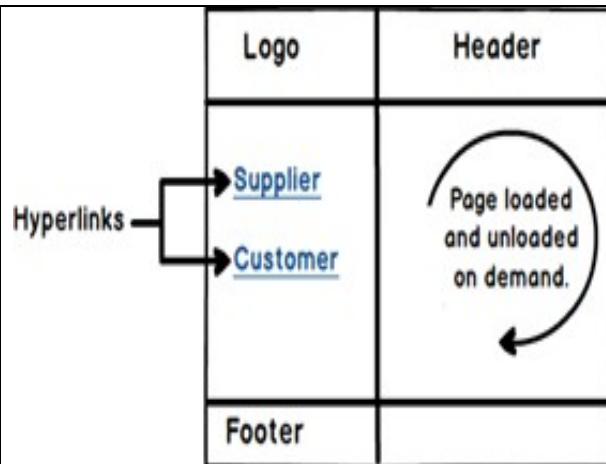 Logo
Header
Hyperlinks
Supplier
Customer
Page loaded
and unloaded
on demand.
Footer